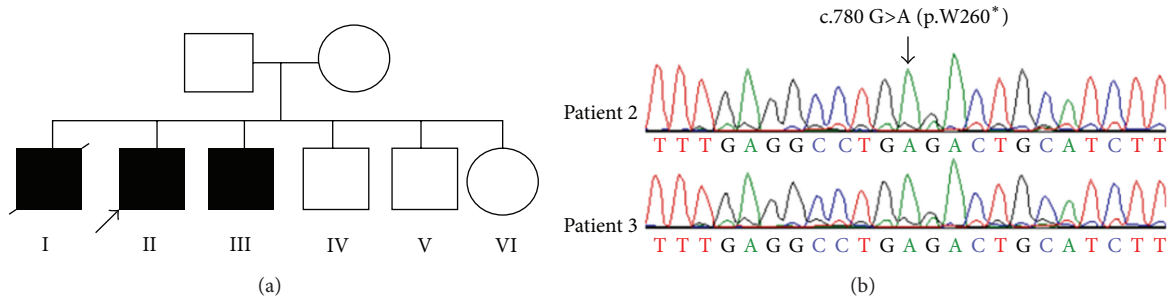 I II III IV V VI
(a)
c.780 G>A (p.W260*)
Patient 2
T T T G A G G C C T G A G A C T G C A T C T T
Patient 3
T T T G A G G C C T G A G A C T G C A T C T T
(b)